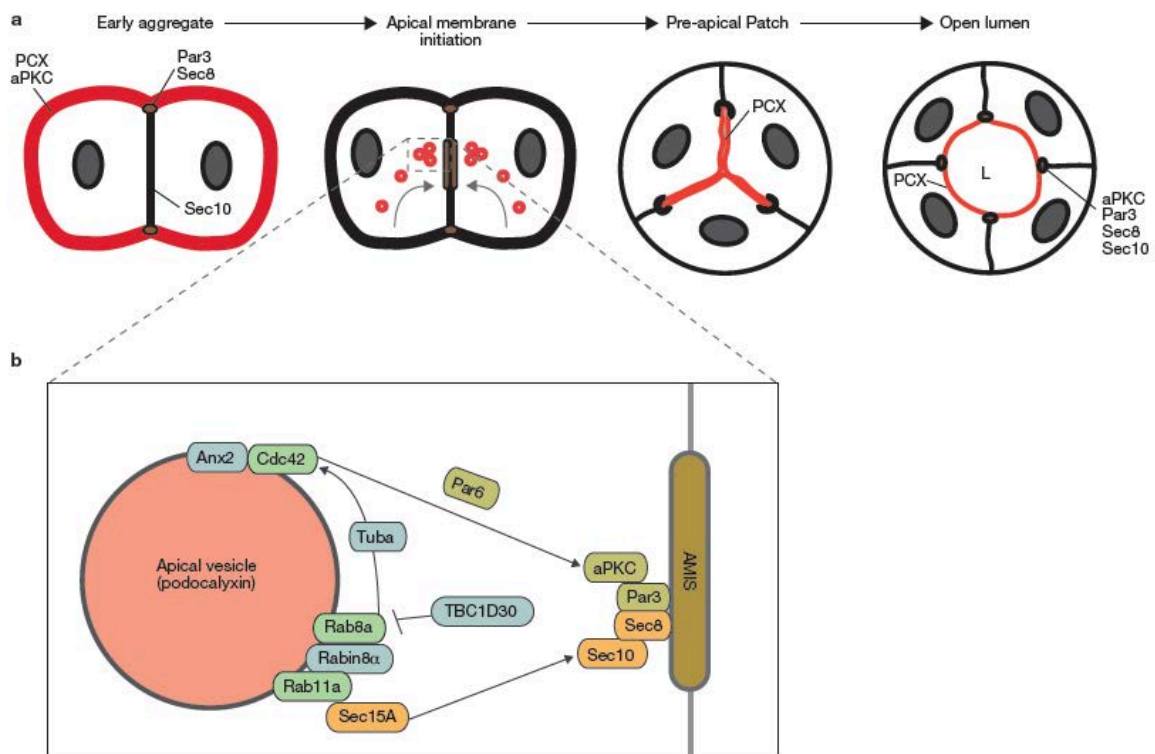 a
Early aggregate
Apical membrane
initiation
Pre-apical Patch
Open lumen
PCX
aPKC
Par3
Sec8
Sec10
PCX
PCX
L
aPKC
Par3
Sec8
Sec10
b
Anx2
Cdc42
Par6
Tuba
Apical vesicle
(podocalyxin)
aPKC
Par3
AMIS
TBC1D30
Rab8a
Sec8
Rabin8α
Sec10
Rab11a
Sec15A